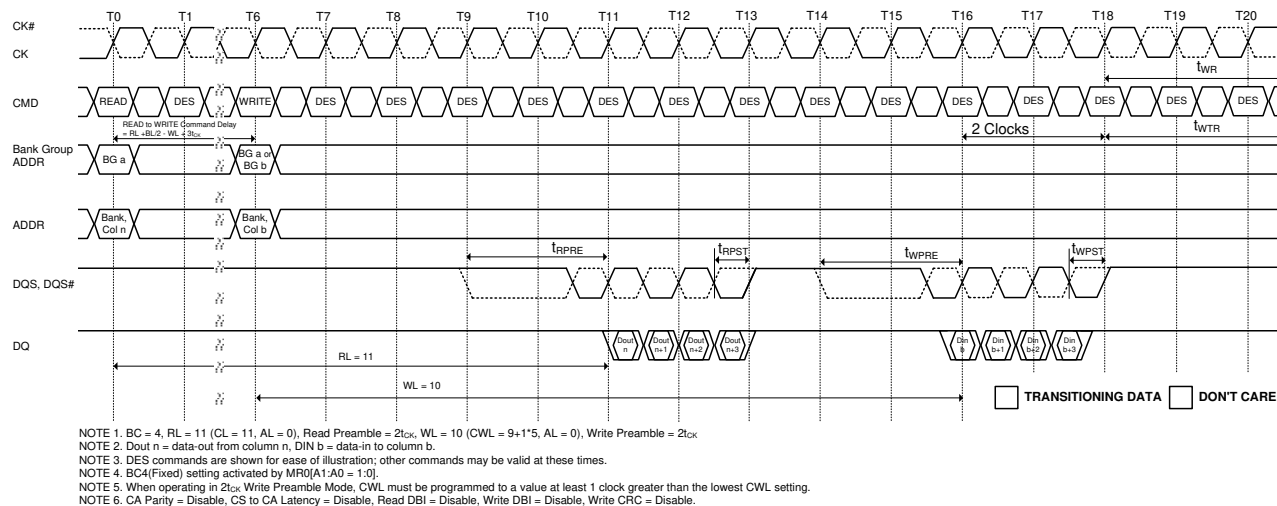 T0 T1 T6 T7 T8 T9 T10 T11 T12 T13 T14 T15 T16 T17 T18 T19 T20
CK#
CK
tWR
CMD READ DES WRITE DES DES DES DES DES DES DES DES DES DES DES DES DES DES
READ to WRITE Command Delay
= RL +BL/2 - WL + 3tCK
2 Clocks
tWTR
Bank Group
ADDR
BG a
BG a or
BG b
ADDR
Bank,
Col n
Bank,
Col b
tRPRE
tRPST
tWPRE
tWPST
DQS, DQS#
DQ
Dout
n
Dout
n+1
Dout
n+2
Dout
n+3
Din
b
Din
b+1
Din
b+2
Din
b+3
RL = 11
WL = 10
TRANSITIONING DATA DON'T CARE
NOTE 1. BC = 4, RL = 11 (CL = 11, AL = 0), Read Preamble = 2tCK, WL = 10 (CWL = 9+1*5, AL = 0), Write Preamble = 2tCK
NOTE 2. Dout n = data-out from column n, DIN b = data-in to column b.
NOTE 3. DES commands are shown for ease of illustration; other commands may be valid at these times.
NOTE 4. BC4(Fixed) setting activated by MR0[A1:A0 = 1:0].
NOTE 5. When operating in 2tCK Write Preamble Mode, CWL must be programmed to a value at least 1 clock greater than the lowest CWL setting.
NOTE 6. CA Parity = Disable, CS to CA Latency = Disable, Read DBI = Disable, Write DBI = Disable, Write CRC = Disable.